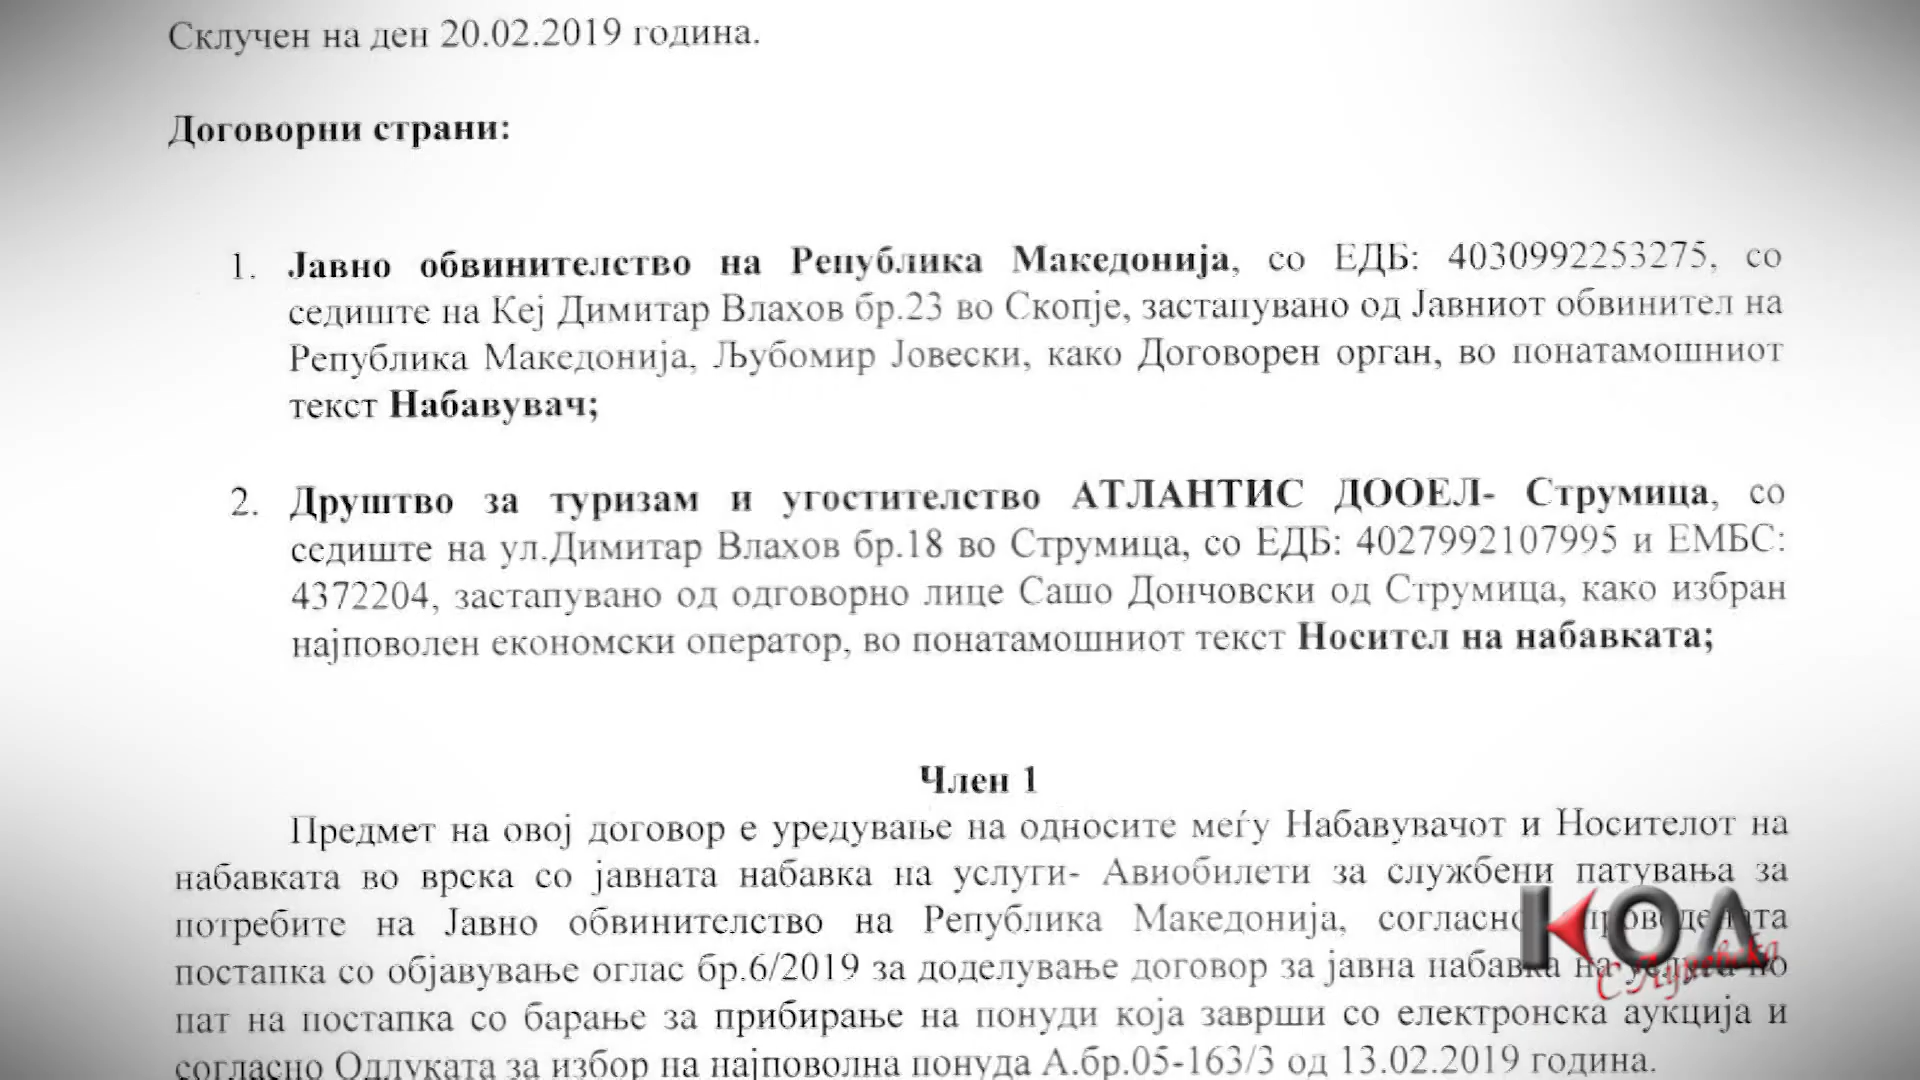 Склучен на ден 20.02.2019 година.
Договорни страни:
1. Јавно обвинителство на Република Македонија, со ЕДБ: 4030992253275, со
седиште на Кеј Димитар Влахов бр.23 во Скопје, застапувано од Јавниот обвинител на
Република Македонија, Љубомир Јовески, како Договорен орган, во понатамошниот
текст Набавувач;
2. Друштво за туризам и угостителство АТЛАНТИС ДООЕЛ- Струмица, со
седиште на ул.Димитар Влахов бр.18 во Струмица, со ЕДБ: 4027992107995 и ЕМБС:
4372204, застапувано од одговорно лице Сашо Дончовски од Струмица, како избран
најповолен економски оператор, во понатамошниот текст Носител на набавката;
Член 1
Предмет на овој договор е уредување на односите меѓу Набавувачот и Носителот на
набавката во врска со јавната набавка на услуги- Авиобилети за службени патувања за
потребите на Јавно обвинителство на Република Македонија, согласно проведената
постапка со објавување оглас бр.6/2019 за доделување договор за јавна набавка на по
пат на постапка со барање за прибирање на понуди која заврши со електронска аукција и
согласно Одлуката за избор на најповолна понуда А.бр.05-163/3 од 13.02.2019 година.
КОД